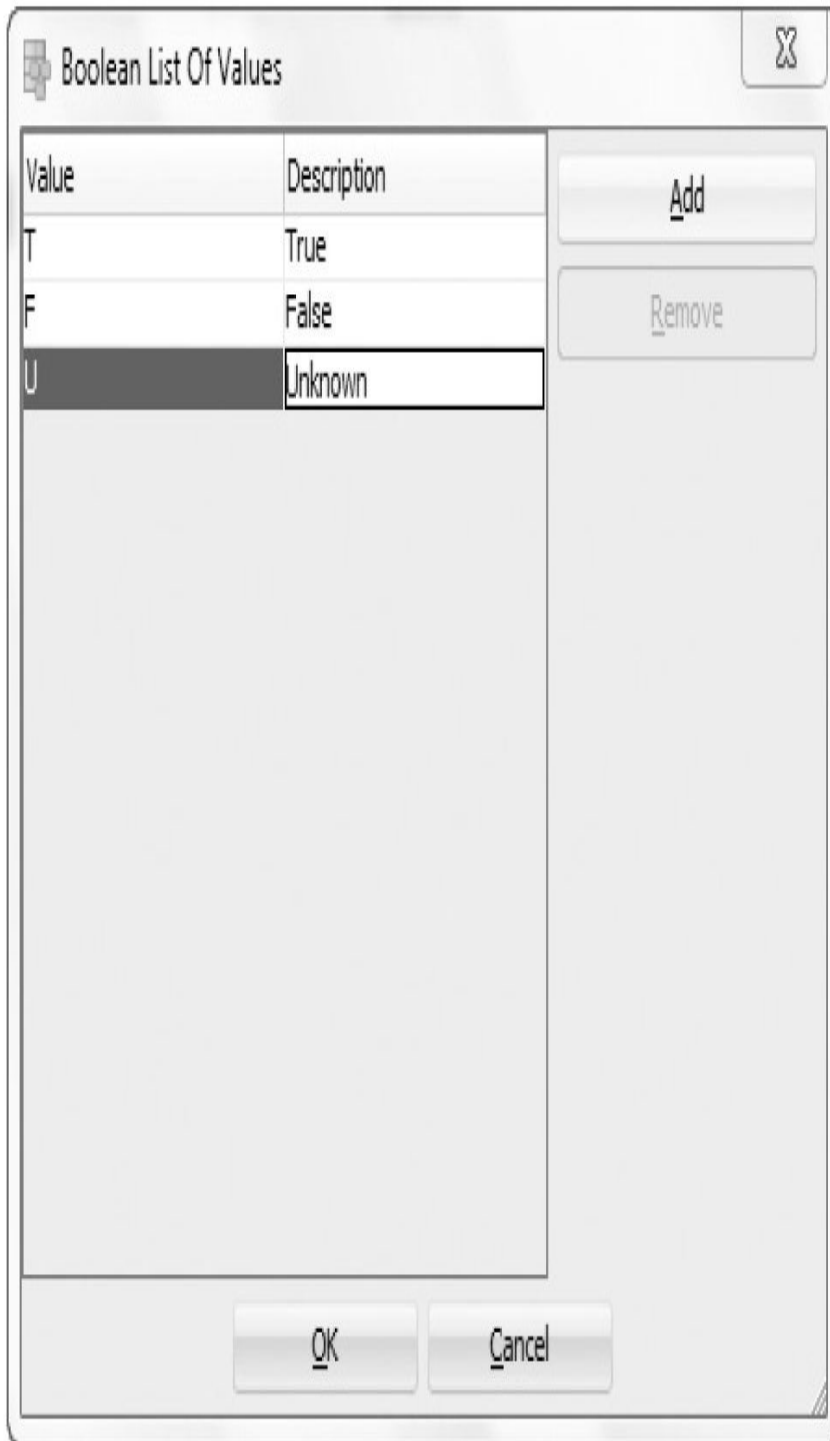 Boolean List Of Values
X
Value Description
Add
T True
F False
Remove
U Unknown
OK Cancel